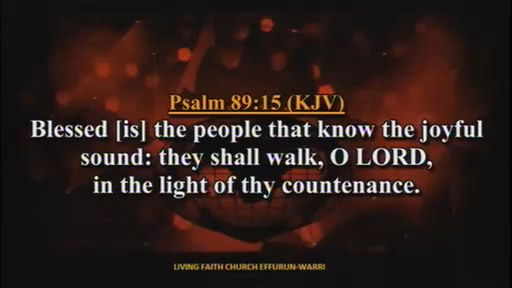 Psalm 89:15 (KJV)
Blessed [is] the people that know the joyful
sound: they shall walk, O LORD,
in the light of thy countenance.
LIVING FAITH CHURCH EFFURUN-WARRI